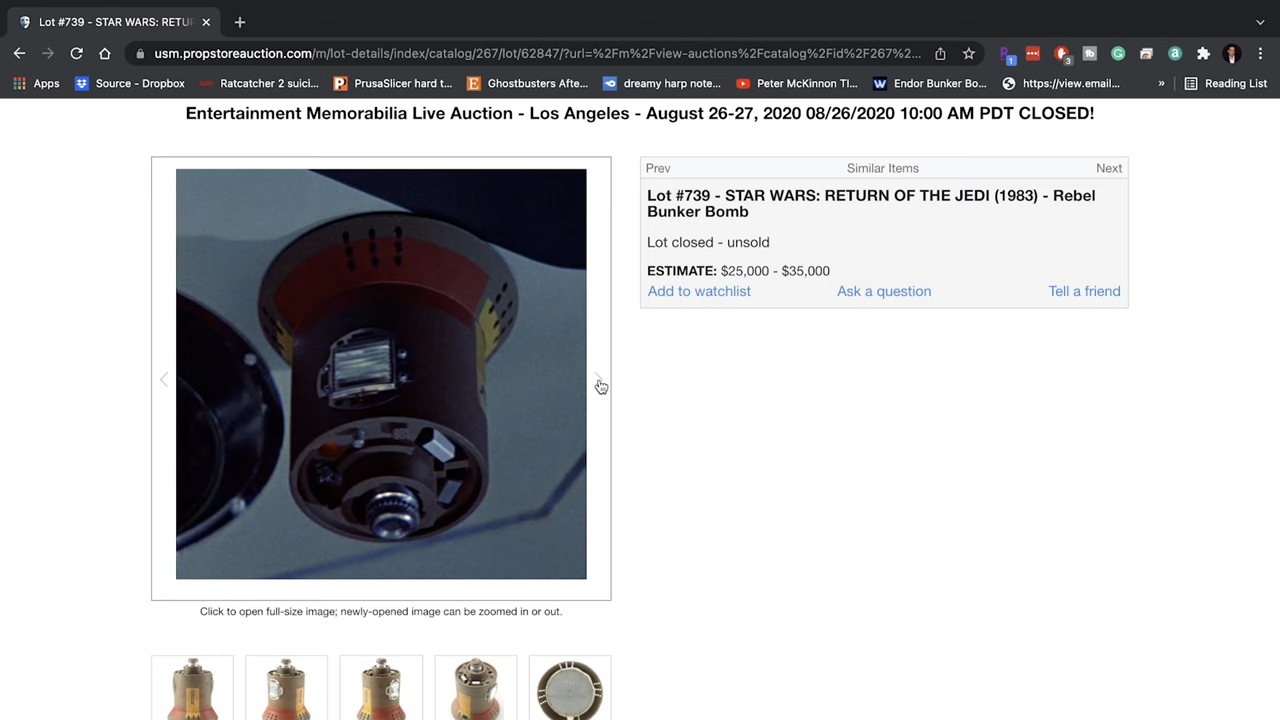 Lot #739 - STAR WARS: RETU
usm.propstoreauction.com/m/lot-details/index/catalog/267/lot/62847/?url=%2Fm%2Fview-auctions%2Fcatalog%2Fid%2F267%2...
3
1
Apps
Source - Dropbox
Ratcatcher 2 suici...
PrusaSlicer hard t...
Ghostbusters Afte...
dreamy harp note...
Peter McKinnon TI...
Endor Bunker Bo...
https://view.email...
»
Reading List
Entertainment Memorabilia Live Auction - Los Angeles - August 26-27, 2020 08/26/2020 10:00 AM PDT CLOSED!
Prev
Similar Items
Next
Lot #739 - STAR WARS: RETURN OF THE JEDI (1983) - Rebel
Bunker Bomb
Lot closed - unsold
ESTIMATE: $25,000 - $35,000
Add to watchlist
Ask a question
Tell a friend
Click to open full-size image; newly-opened image can be zoomed in or out.